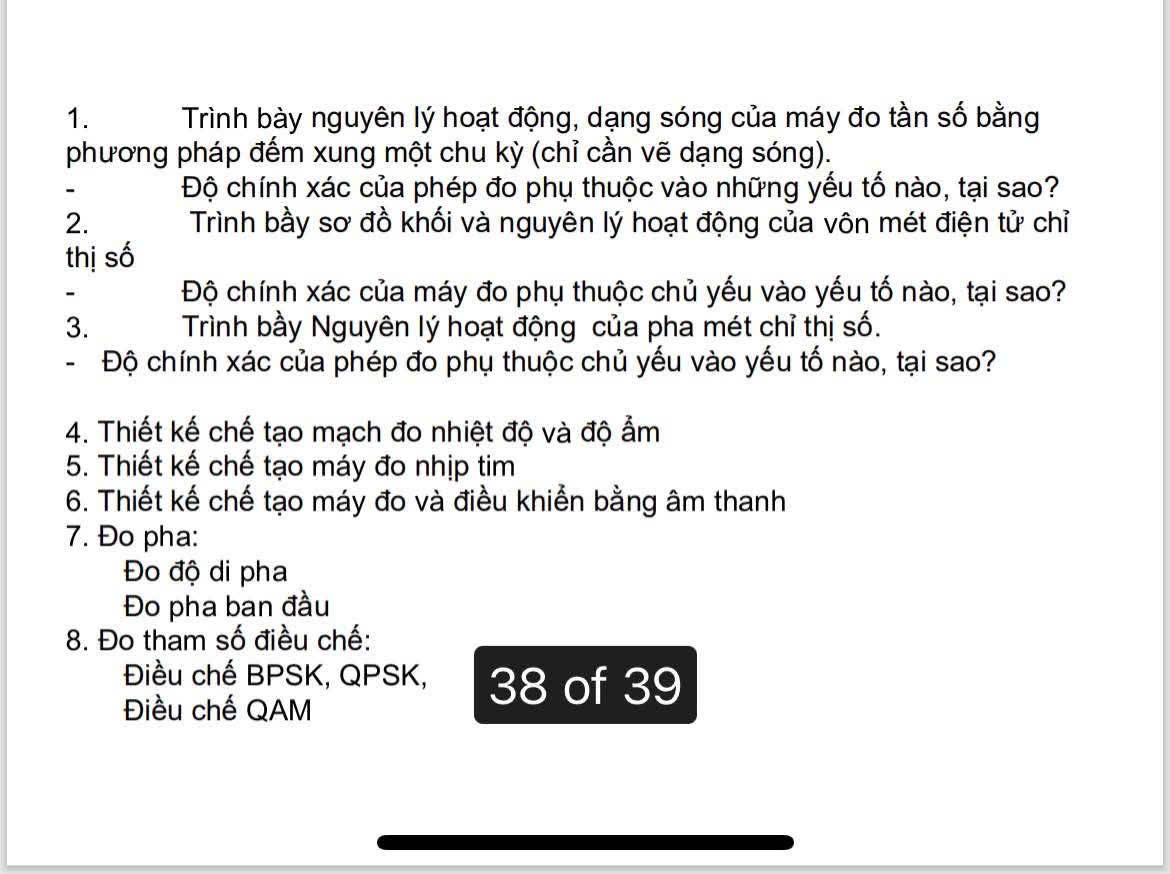 1. Trình bày nguyên lý hoạt động, dạng sóng của máy đo tần số bằng
phương pháp đếm xung một chu kỳ (chỉ cần vẽ dạng sóng).
- Độ chính xác của phép đo phụ thuộc vào những yếu tố nào, tại sao?
2. Trình bầy sơ đồ khối và nguyên lý hoạt động của vôn mét điện tử chỉ
thị số
- Độ chính xác của máy đo phụ thuộc chủ yếu vào yếu tố nào, tại sao?
3. Trình bầy Nguyên lý hoạt động của pha mét chỉ thị số.
- Độ chính xác của phép đo phụ thuộc chủ yếu vào yếu tố nào, tại sao?
4. Thiết kế chế tạo mạch đo nhiệt độ và độ ẩm
5. Thiết kế chế tạo máy đo nhịp tim
6. Thiết kế chế tạo máy đo và điều khiển bằng âm thanh
7. Đo pha:
Đo độ di pha
Đo pha ban đầu
8. Đo tham số điều chế:
Điều chế BPSK, QPSK,
Điều chế QAM
38 of 39